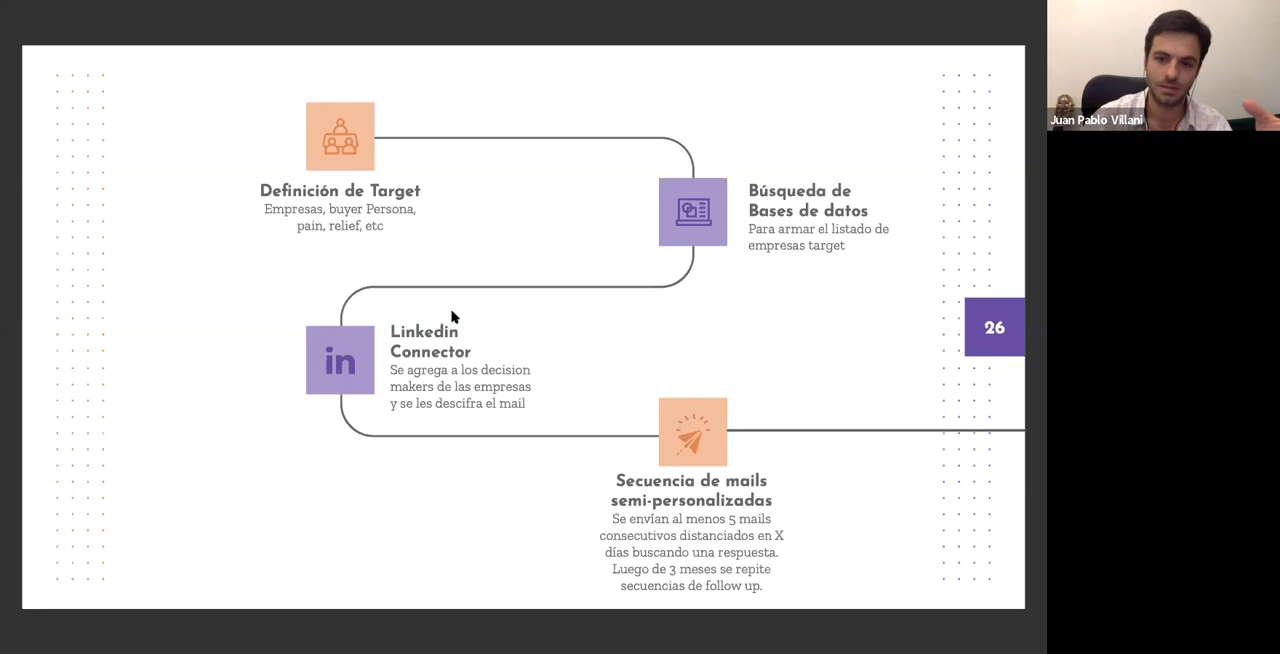 Definición de Target
Empresas, buyer Persona,
pain, relief, etc
Búsqueda de
Bases de datos
Para armar el listado de
empresas target
Linkedin
Connector
Se agrega a los decision
makers de las empresas
y se les descifra el mail
in
26
Secuencia de mails
semi-personalizadas
Se envían al menos 5 mails
consecutivos distanciados en X
días buscando una respuesta.
Luego de 3 meses se repite
secuencias de follow up.
Juan Pablo Villani